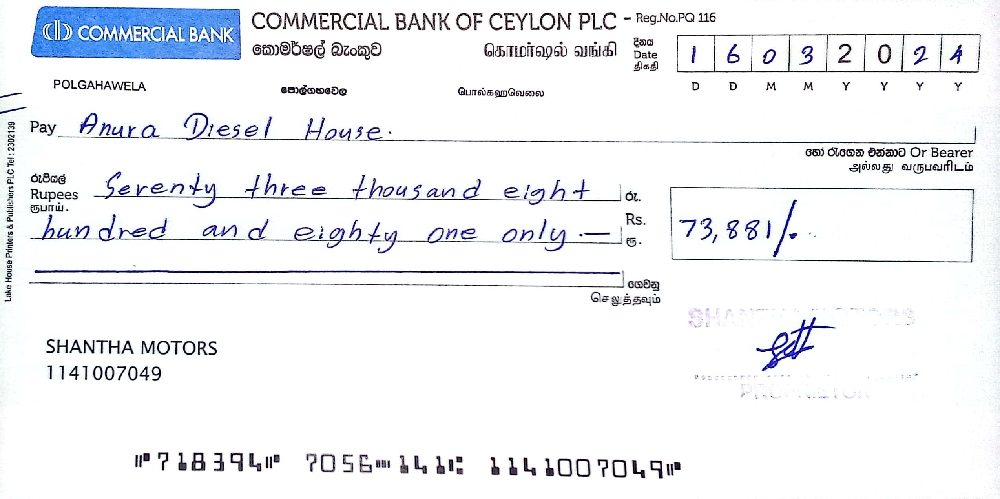 COMMERCIAL BANK
COMMERCIAL BANK OF CEYLON PLC - Reg.No.PQ 116
කොමර්ෂල් බැංකුව கொமர்ஷல் வங்கி
දිනය
Date
திகதி
1 6 0 3 2 0 2 4
D D M M Y Y Y Y
POLGAHAWELA පොල්ගහවෙල பொல்கஹவெலை
Pay Anura Diesel House.
හෝ රැගෙන එන්නාට Or Bearer
அல்லது வருபவரிடம்
රුපියල්
Rupees
ரூபாய்.
Seventy three thousand eight
hundred and eighty one only.—
රු.
Rs.
ரூ.
73,881/-
ගෙවනු
செலுத்தவும்
Lake House Printers & Publishers PLC Tel : 2302139
SHANTHA MOTORS
1141007049
SHANTHA MOTORS
PROPRIETOR
⑈718394⑈ 7056⑉141⑆ 1141007049⑈